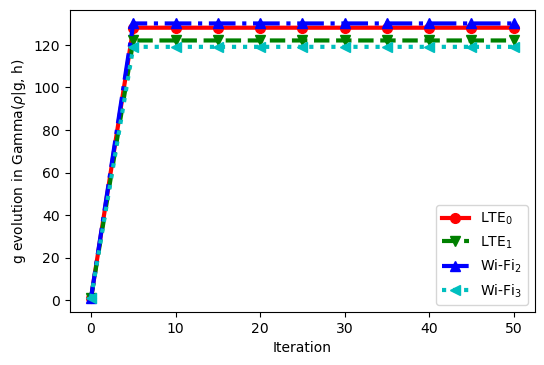 g evolution in Gamma(ρ|g, h)
120
100
80
60
40
20
0
0 10 20 30 40 50
Iteration
LTE₀
LTE₁
Wi-Fi₂
Wi-Fi₃